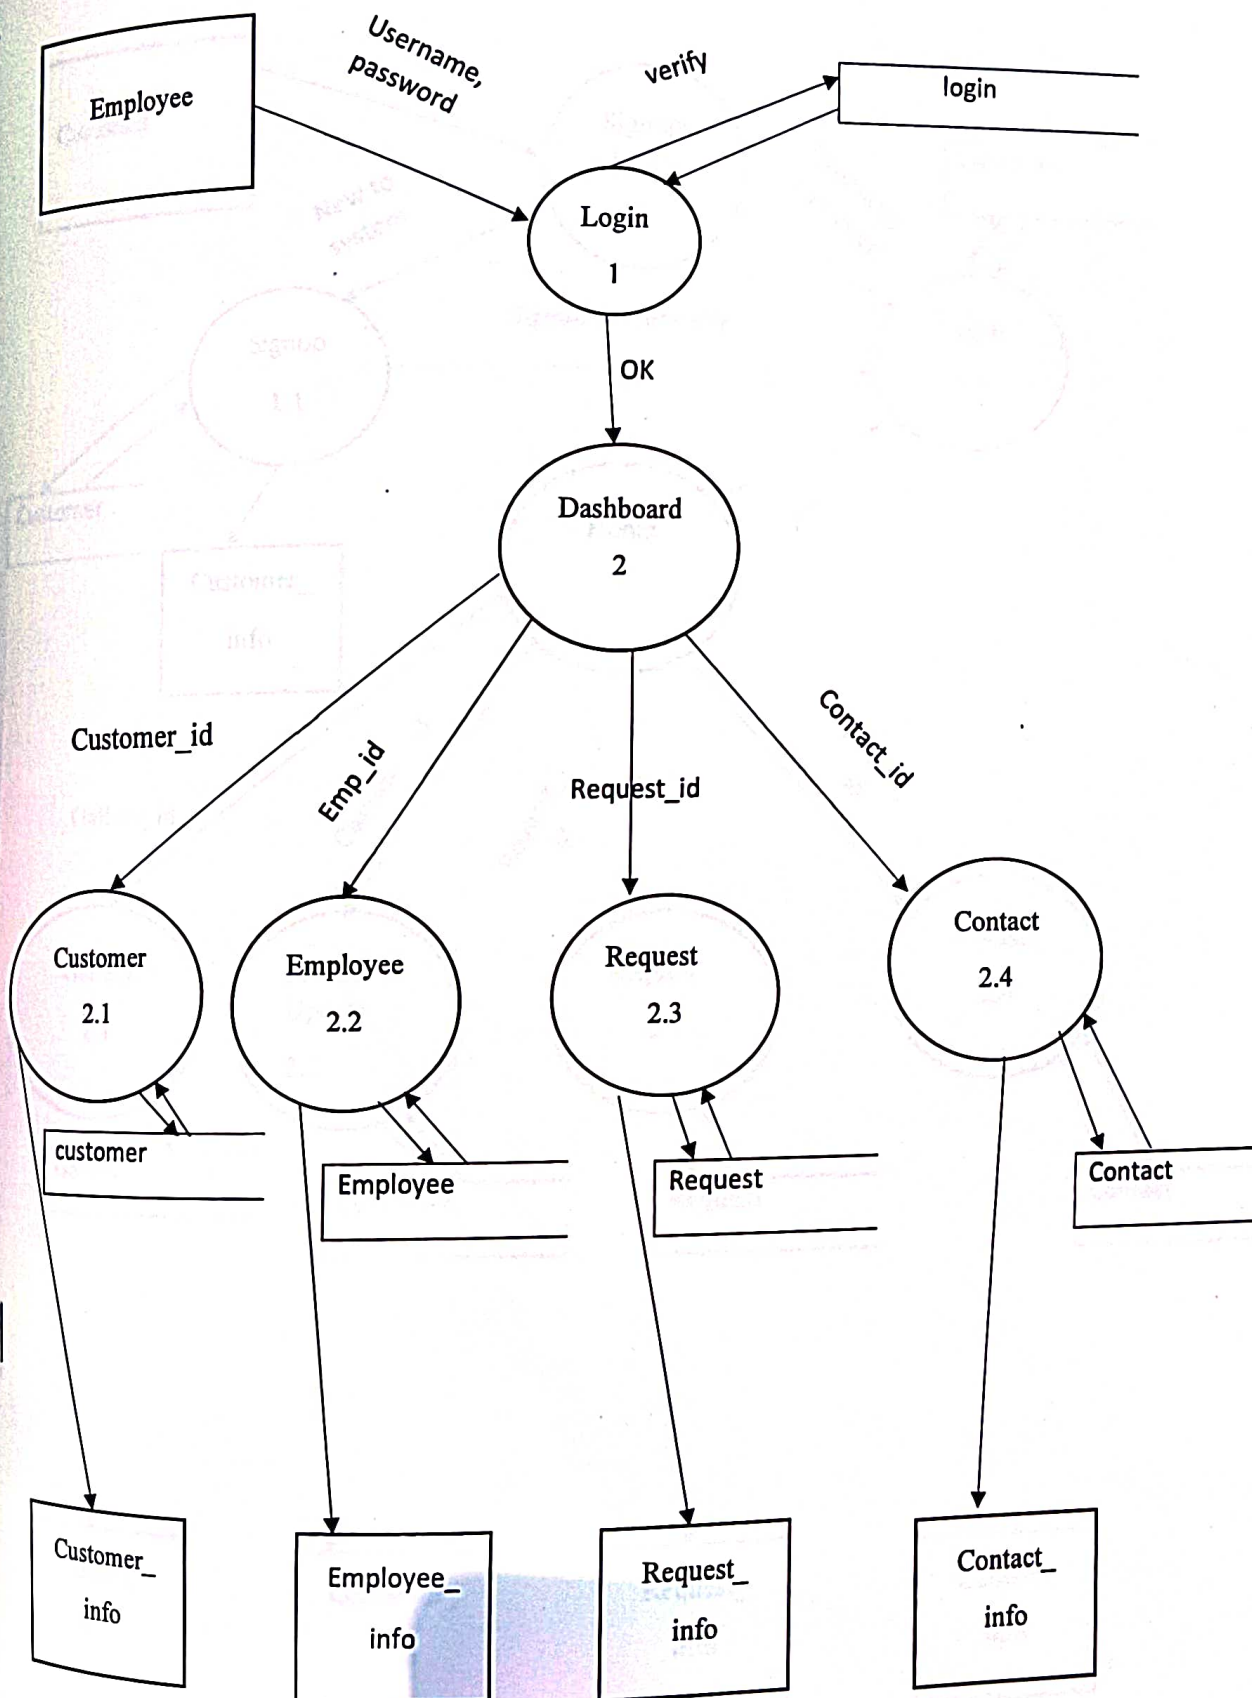 Employee
Username,
password
verify
login
Login
1
OK
Dashboard
2
Customer_id
Emp_id
Request_id
Contact_id
Customer
2.1
Employee
2.2
Request
2.3
Contact
2.4
customer
Employee
Request
Contact
Customer_
info
Employee_
info
Request_
info
Contact_
info